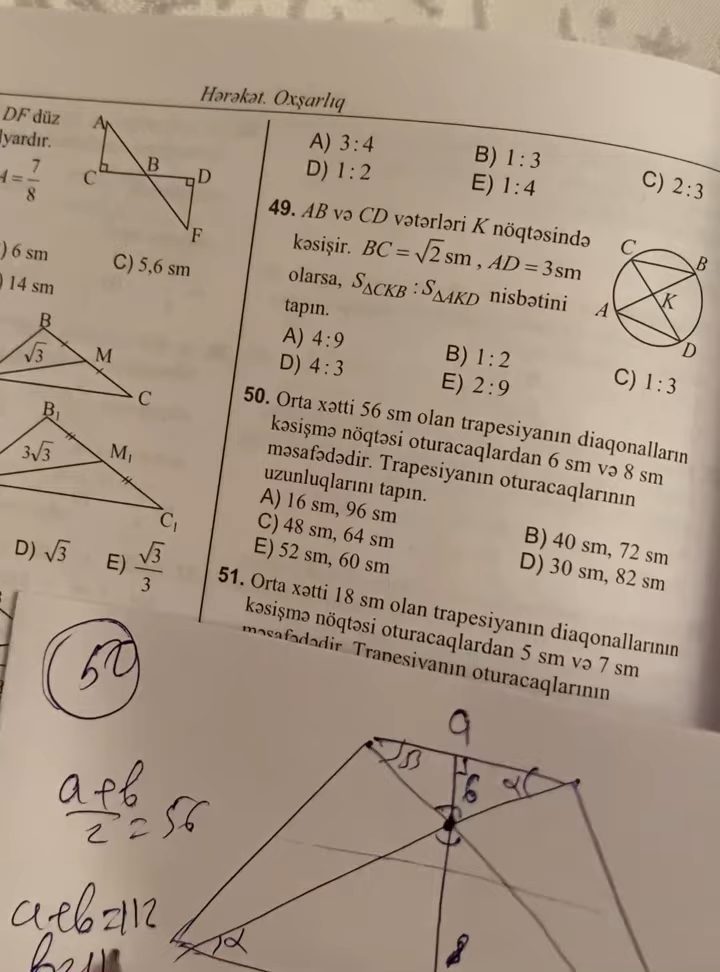 Hərəkət. Oxşarlıq
DF düz
yardır.
= 7/8
A
B
C
D
F
) 6 sm
C) 5,6 sm
) 14 sm
B
√3
M
C
B₁
3√3
M₁
C₁
D) √3
E) √3/3
A) 3 : 4
B) 1 : 3
C) 2 : 3
D) 1 : 2
E) 1 : 4
49. AB və CD vətərləri K nöqtəsində
kəsişir. BC = √2 sm , AD = 3 sm
olarsa, S△CKB : S△AKD nisbətini
tapın.
C
B
A
K
D
A) 4 : 9
B) 1 : 2
C) 1 : 3
D) 4 : 3
E) 2 : 9
50. Orta xətti 56 sm olan trapesiyanın diaqonalların
kəsişmə nöqtəsi oturacaqlardan 6 sm və 8 sm
məsafədədir. Trapesiyanın oturacaqlarının
uzunluqlarını tapın.
A) 16 sm, 96 sm
B) 40 sm, 72 sm
C) 48 sm, 64 sm
D) 30 sm, 82 sm
E) 52 sm, 60 sm
51. Orta xətti 18 sm olan trapesiyanın diaqonallarının
kəsişmə nöqtəsi oturacaqlardan 5 sm və 7 sm
məsafədədir. Trapesiyanın oturacaqlarının
50
a
β
6
α
a+b/2 = 56
a+b=112
α
8